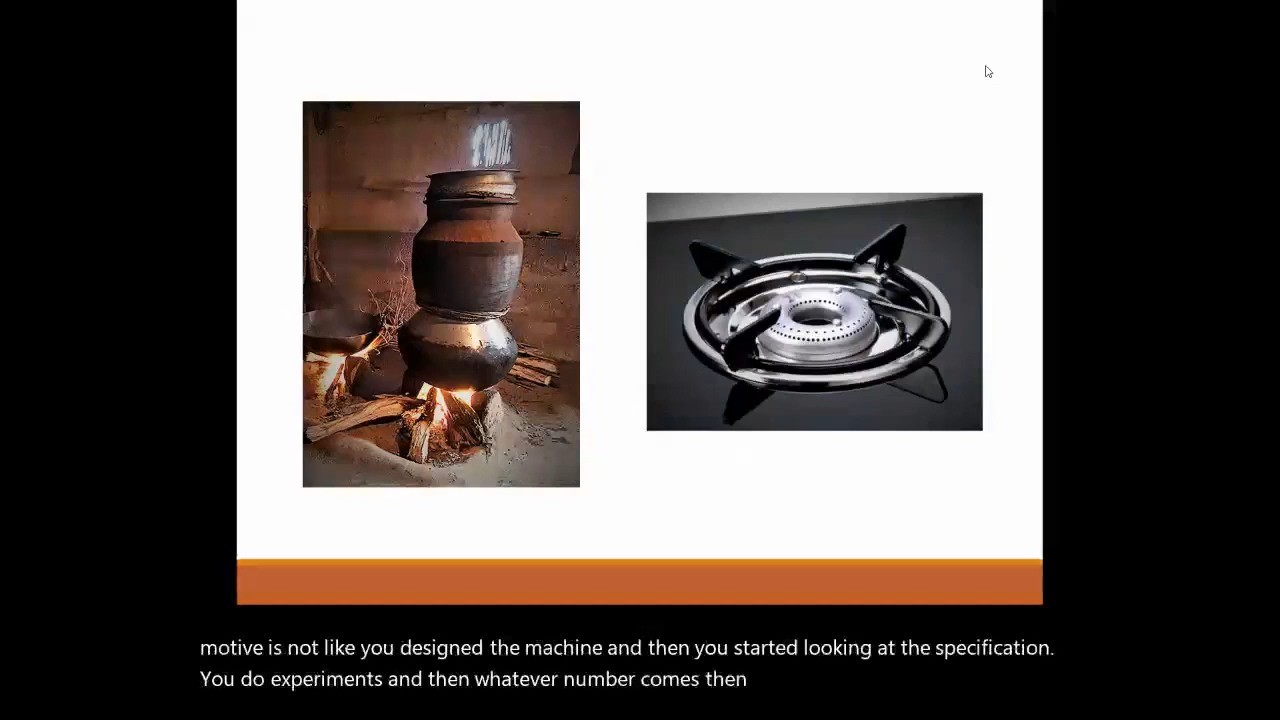 motive is not like you designed the machine and then you started looking at the specification.
You do experiments and then whatever number comes then